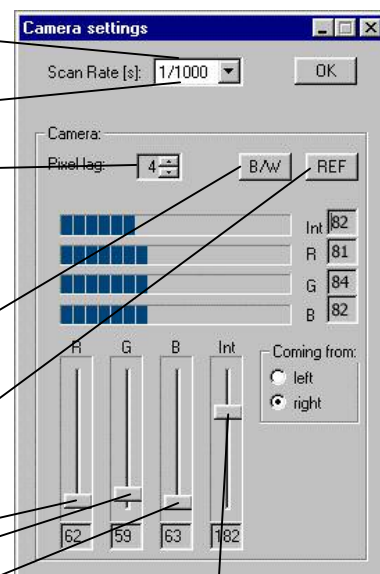 Camera settings
Scan Rate [s]: 1/1000 OK
Camera:
Pixel lag: 4 B/W REF
Int 82
R 81
G 84
B 82
R G B Int
Coming from:
left
right
62 59 63 182